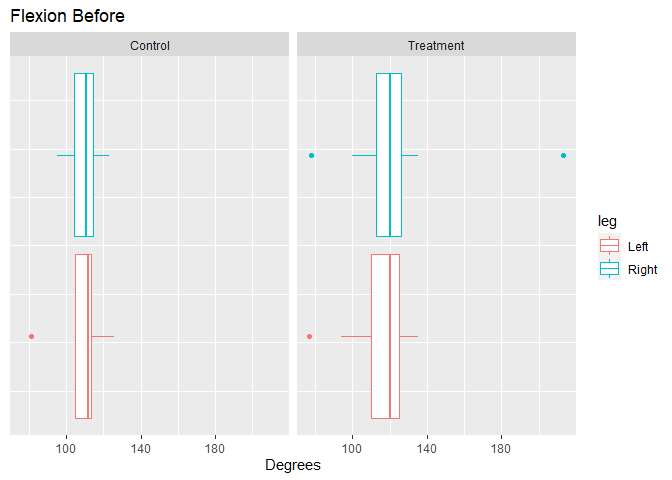 Flexion Before
Control
Treatment
leg
Left
Right
100
140
180
100
140
180
Degrees